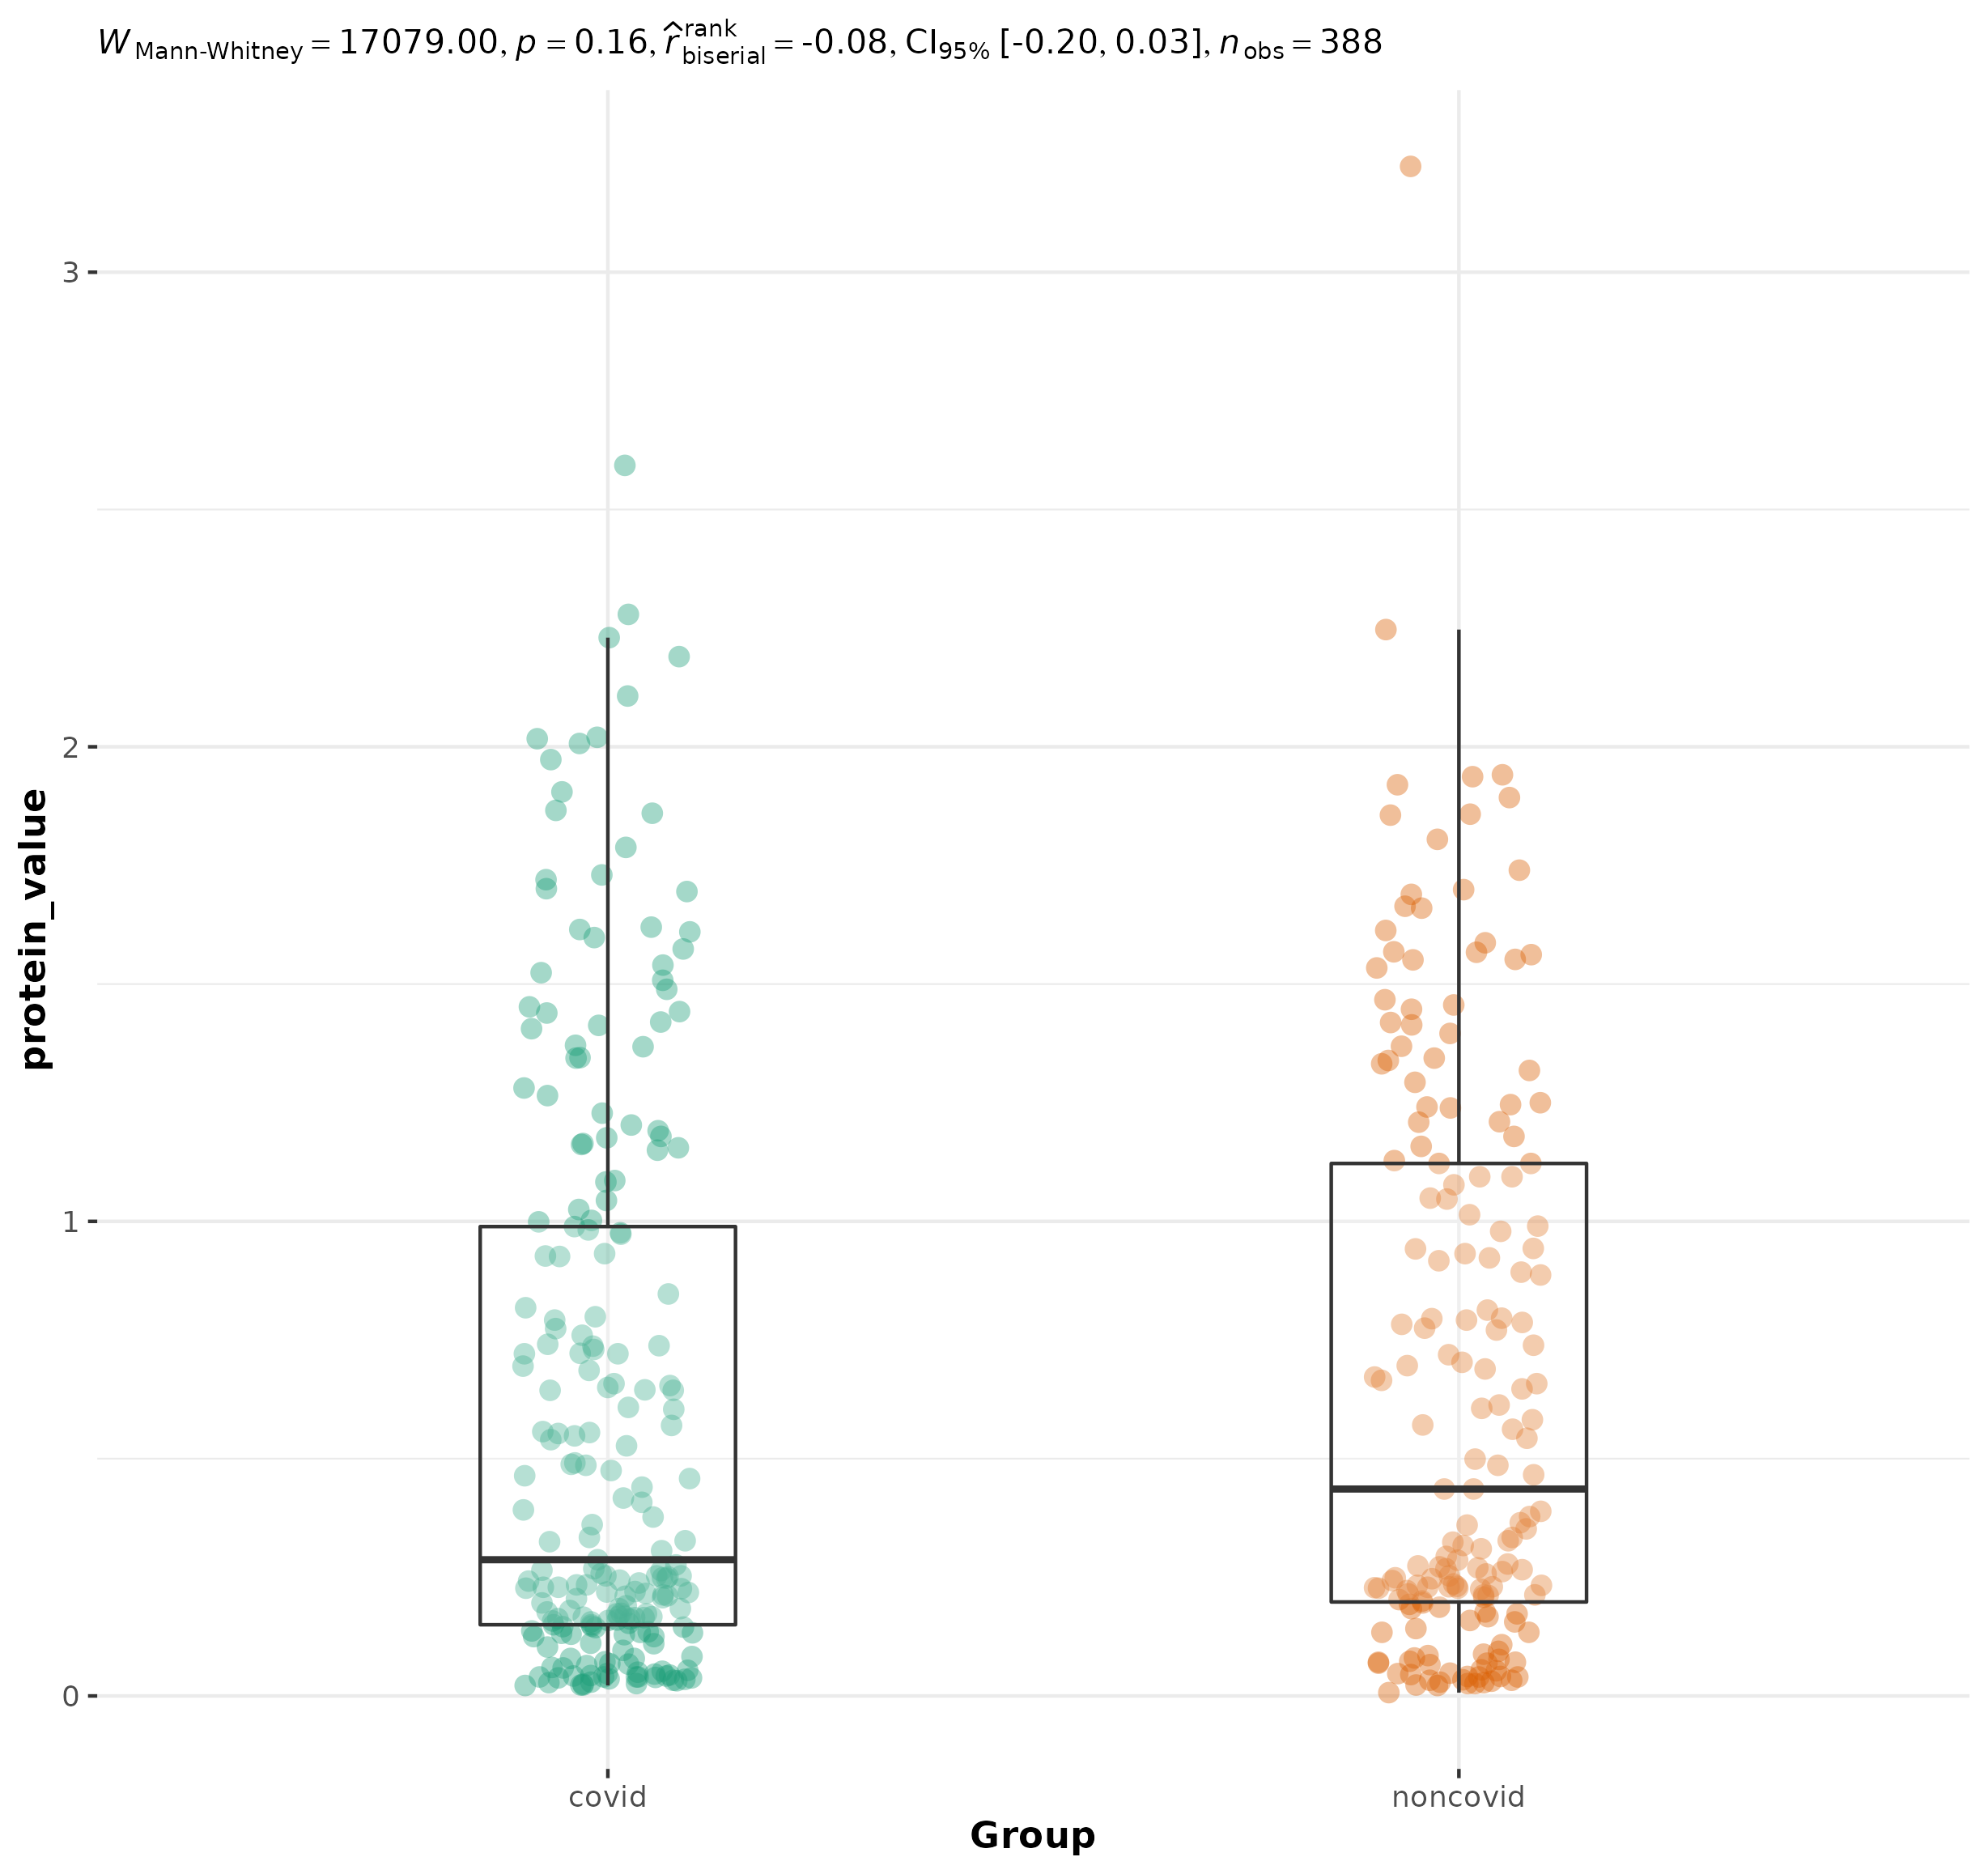 W Mann-Whitney = 17079.00, p = 0.16, r̂ rank biserial = -0.08, CI95% [-0.20, 0.03], n obs = 388
3
2
1
0
protein_value
covid noncovid
Group